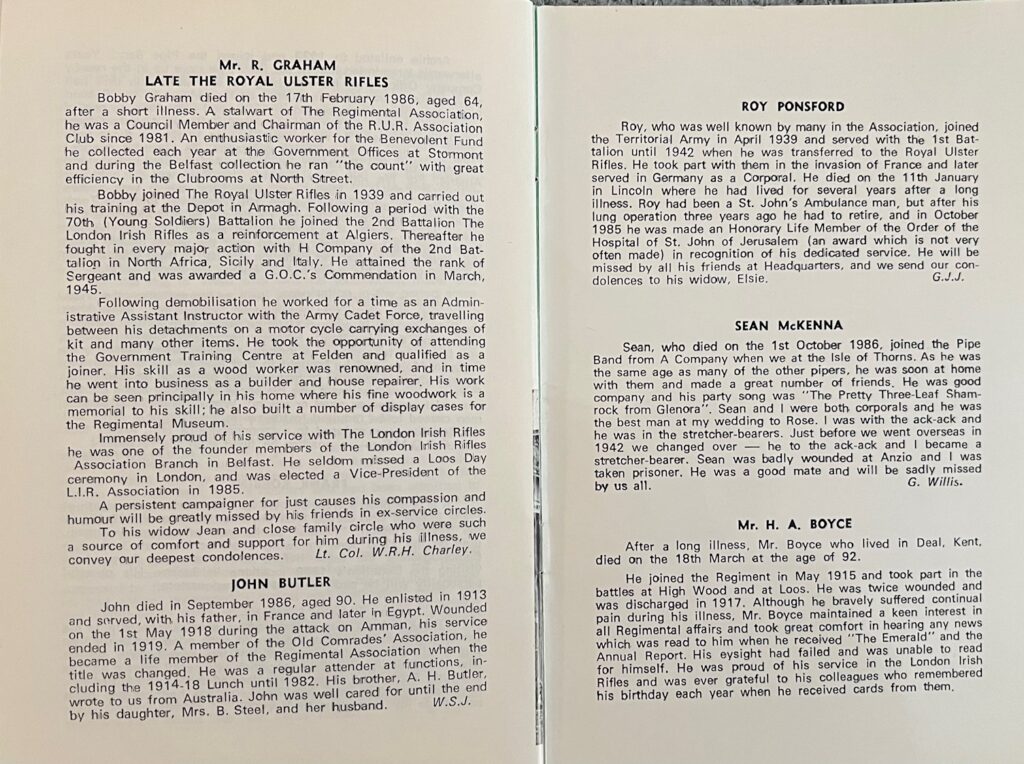 Mr. R. GRAHAM
LATE THE ROYAL ULSTER RIFLES
Bobby Graham died on the 17th February 1986, aged 64,
after a short illness. A stalwart of The Regimental Association,
he was a Council Member and Chairman of the R.U.R. Association
Club since 1981. An enthusiastic worker for the Benevolent Fund
he collected each year at the Government Offices at Stormont
and during the Belfast collection he ran "the count" with great
efficiency in the Clubrooms at North Street.
Bobby joined The Royal Ulster Rifles in 1939 and carried out
his training at the Depot in Armagh. Following a period with the
70th (Young Soldiers) Battalion he joined the 2nd Battalion The
London Irish Rifles as a reinforcement at Algiers. Thereafter he
fought in every major action with H Company of the 2nd Bat-
talion in North Africa, Sicily and Italy. He attained the rank of
Sergeant and was awarded a G.O.C.'s Commendation in March,
1945.
Following demobilisation he worked for a time as an Admin-
istrative Assistant Instructor with the Army Cadet Force, travelling
between his detachments on a motor cycle carrying exchanges of
kit and many other items. He took the opportunity of attending
the Government Training Centre at Felden and qualified as a
joiner. His skill as a wood worker was renowned, and in time
he went into business as a builder and house repairer. His work
can be seen principally in his home where his fine woodwork is a
memorial to his skill; he also built a number of display cases for
the Regimental Museum.
Immensely proud of his service with The London Irish Rifles
he was one of the founder members of the London Irish Rifles
Association Branch in Belfast. He seldom missed a Loos Day
ceremony in London, and was elected a Vice-President of the
L.I.R. Association in 1985.
A persistent campaigner for just causes his compassion and
humour will be greatly missed by his friends in ex-service circles.
To his widow Jean and close family circle who were such
a source of comfort and support for him during his illness, we
convey our deepest condolences. Lt. Col. W.R.H. Charley.
JOHN BUTLER
John died in September 1986, aged 90. He enlisted in 1913
and served, with his father, in France and later in Egypt. Wounded
on the 1st May 1918 during the attack on Amman, his service
ended in 1919. A member of the Old Comrades' Association, he
became a life member of the Regimental Association when the
title was changed. He was a regular attender at functions, in-
cluding the 1914-18 Lunch until 1982. His brother, A. H. Butler,
wrote to us from Australia. John was well cared for until the end
by his daughter, Mrs. B. Steel, and her husband. W.S.J.
ROY PONSFORD
Roy, who was well known by many in the Association, joined
the Territorial Army in April 1939 and served with the 1st Bat-
talion until 1942 when he was transferred to the Royal Ulster
Rifles. He took part with them in the invasion of France and later
served in Germany as a Corporal. He died on the 11th January
in Lincoln where he had lived for several years after a long
illness. Roy had been a St. John's Ambulance man, but after his
lung operation three years ago he had to retire, and in October
1985 he was made an Honorary Life Member of the Order of the
Hospital of St. John of Jerusalem (an award which is not very
often made) in recognition of his dedicated service. He will be
missed by all his friends at Headquarters, and we send our con-
dolences to his widow, Elsie. G.J.J.
SEAN McKENNA
Sean, who died on the 1st October 1986, joined the Pipe
Band from A Company when we at the Isle of Thorns. As he was
the same age as many of the other pipers, he was soon at home
with them and made a great number of friends. He was good
company and his party song was "The Pretty Three-Leaf Sham-
rock from Glenora". Sean and I were both corporals and he was
the best man at my wedding to Rose. I was with the ack-ack and
he was in the stretcher-bearers. Just before we went overseas in
1942 we changed over — he to the ack-ack and I became a
stretcher-bearer. Sean was badly wounded at Anzio and I was
taken prisoner. He was a good mate and will be sadly missed
by us all. G. Willis.
Mr. H. A. BOYCE
After a long illness, Mr. Boyce who lived in Deal, Kent,
died on the 18th March at the age of 92.
He joined the Regiment in May 1915 and took part in the
battles at High Wood and at Loos. He was twice wounded and
was discharged in 1917. Although he bravely suffered continual
pain during his illness, Mr. Boyce maintained a keen interest in
all Regimental affairs and took great comfort in hearing any news
which was read to him when he received "The Emerald" and the
Annual Report. His eyesight had failed and was unable to read
for himself. He was proud of his service in the London Irish
Rifles and was ever grateful to his colleagues who remembered
his birthday each year when he received cards from them.